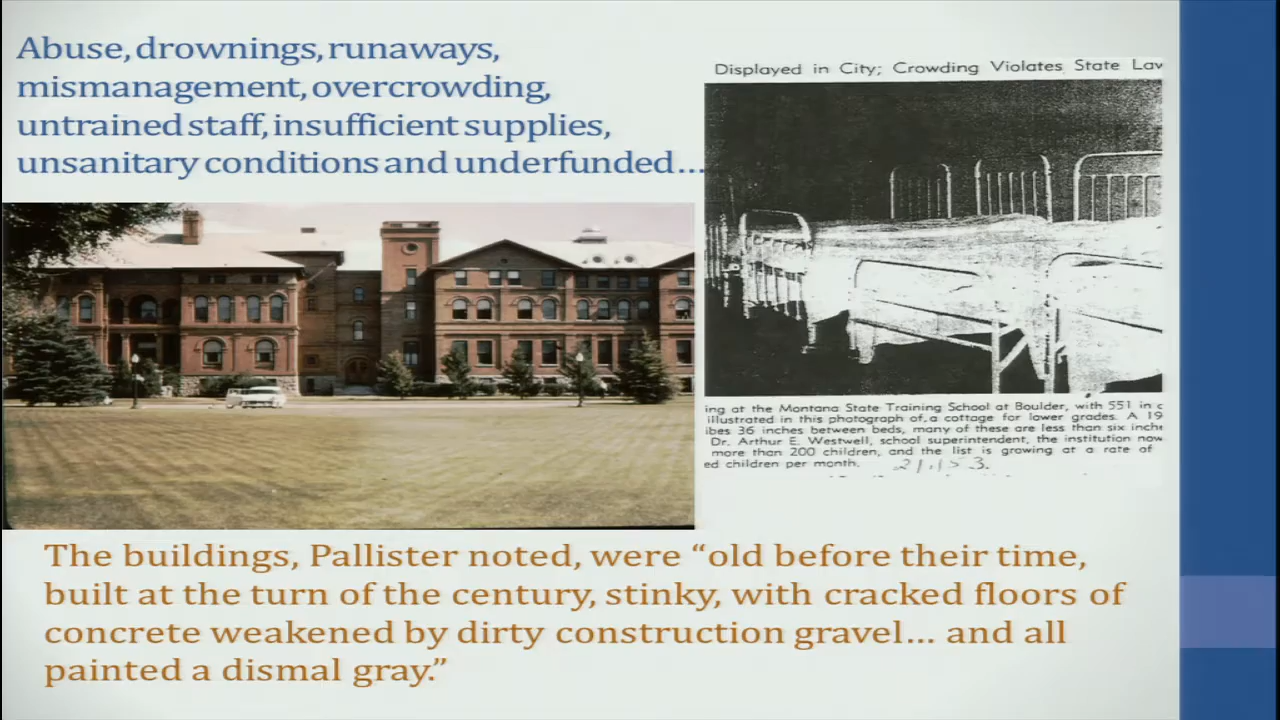 Abuse, drownings, runaways,
mismanagement, overcrowding,
untrained staff, insufficient supplies,
unsanitary conditions and underfunded…
Displayed in City; Crowding Violates State Law
ing at the Montana State Training School at Boulder, with 551 in c
illustrated in this photograph of a cottage for lower grades. A 19
ibes 36 inches between beds, many of these are less than six inche
Dr. Arthur E. Westwell, school superintendent, the institution now
more than 200 children, and the list is growing at a rate of
ed children per month.
The buildings, Pallister noted, were “old before their time,
built at the turn of the century, stinky, with cracked floors of
concrete weakened by dirty construction gravel… and all
painted a dismal gray.”